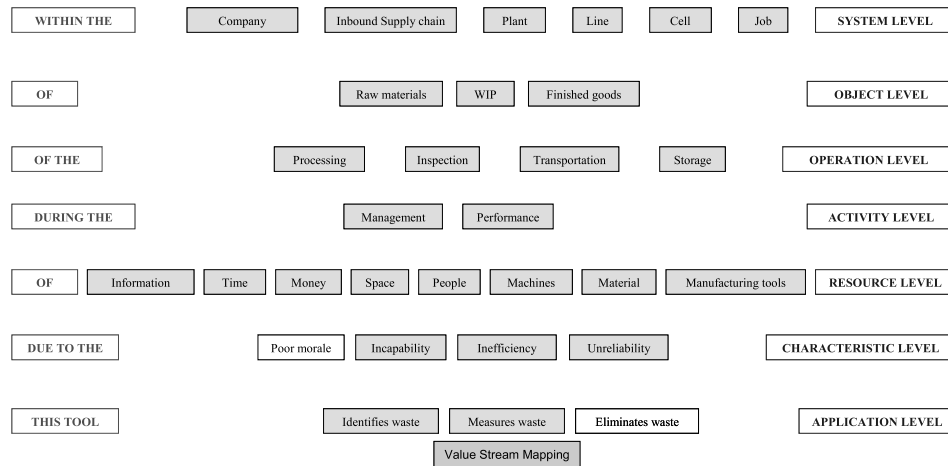 WITHIN THE Company Inbound Supply chain Plant Line Cell Job SYSTEM LEVEL
OF Raw materials WIP Finished goods OBJECT LEVEL
OF THE Processing Inspection Transportation Storage OPERATION LEVEL
DURING THE Management Performance ACTIVITY LEVEL
OF Information Time Money Space People Machines Material Manufacturing tools RESOURCE LEVEL
DUE TO THE Poor morale Incapability Inefficiency Unreliability CHARACTERISTIC LEVEL
THIS TOOL Identifies waste Measures waste Eliminates waste APPLICATION LEVEL
Value Stream Mapping